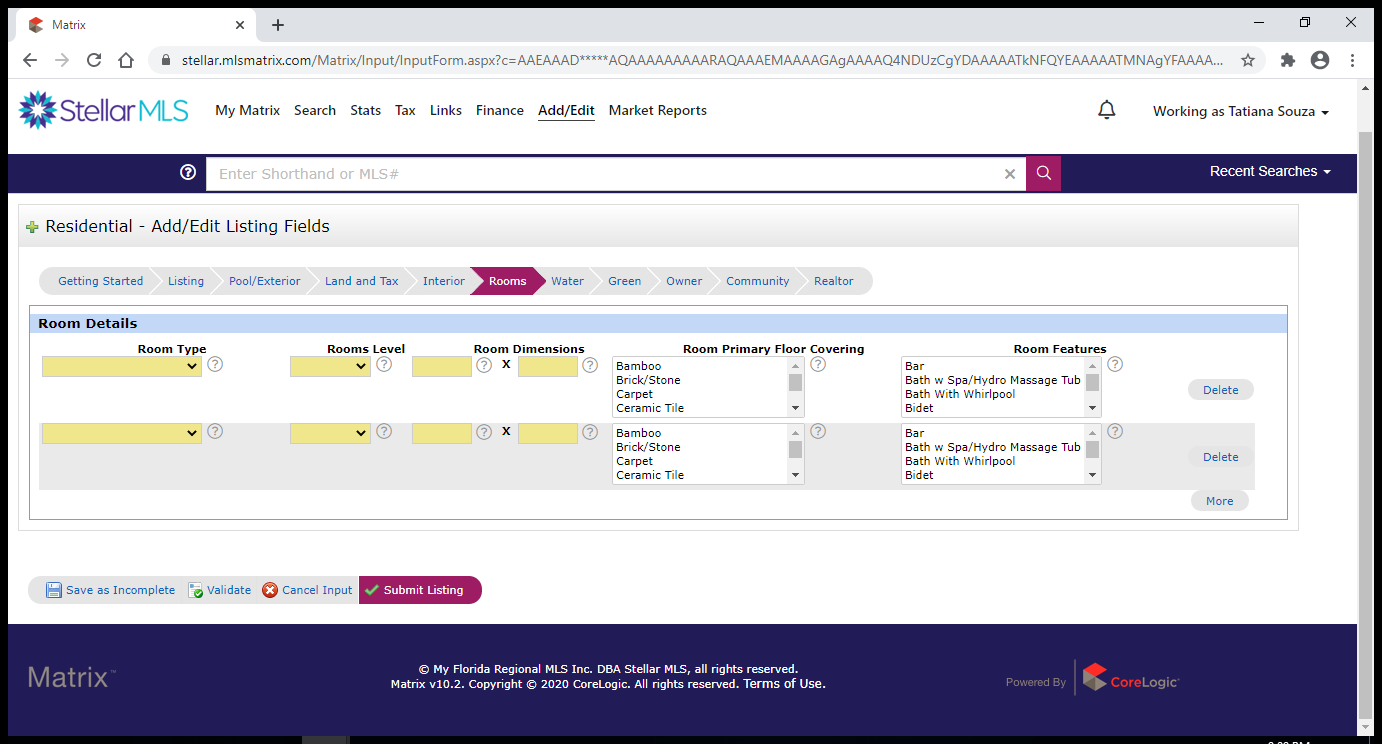 Matrix
stellar.mlsmatrix.com/Matrix/Input/InputForm.aspx?c=AAEAAAD*****AQAAAAAAAAARAQAAAEMAAAAGAgAAAAQ4NDUzCgYDAAAAATkNFQYEAAAAATMNAgYFAAAA...
StellarMLS My Matrix Search Stats Tax Links Finance Add/Edit Market Reports Working as Tatiana Souza
Enter Shorthand or MLS# Recent Searches
Residential - Add/Edit Listing Fields
Getting Started Listing Pool/Exterior Land and Tax Interior Rooms Water Green Owner Community Realtor
Room Details
Room Type Rooms Level Room Dimensions Room Primary Floor Covering Room Features
X
Bamboo
Brick/Stone
Carpet
Ceramic Tile
Bar
Bath w Spa/Hydro Massage Tub
Bath With Whirlpool
Bidet
Delete
X
Bamboo
Brick/Stone
Carpet
Ceramic Tile
Bar
Bath w Spa/Hydro Massage Tub
Bath With Whirlpool
Bidet
Delete
More
Save as Incomplete Validate Cancel Input Submit Listing
Matrix™
© My Florida Regional MLS Inc. DBA Stellar MLS, all rights reserved.
Matrix v10.2. Copyright © 2020 CoreLogic. All rights reserved. Terms of Use.
Powered By CoreLogic